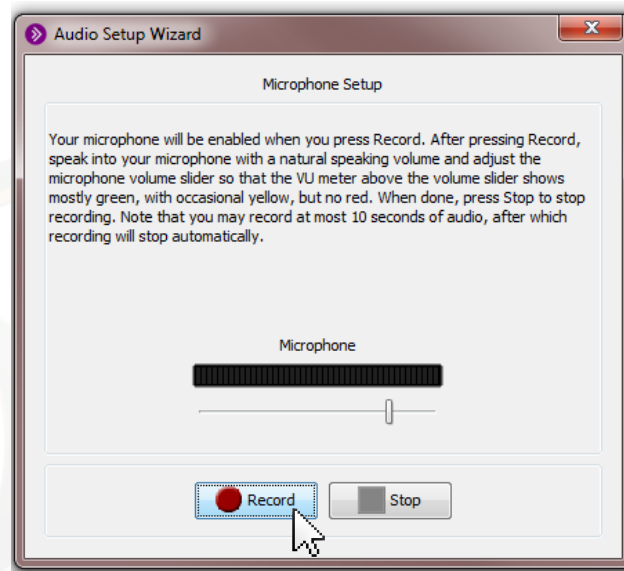 Audio Setup Wizard
Microphone Setup
Your microphone will be enabled when you press Record. After pressing Record,
speak into your microphone with a natural speaking volume and adjust the
microphone volume slider so that the VU meter above the volume slider shows
mostly green, with occasional yellow, but no red. When done, press Stop to stop
recording. Note that you may record at most 10 seconds of audio, after which
recording will stop automatically.
Microphone
Record Stop